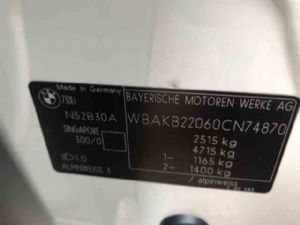 Made in Germany
730Li
N52B30A
SINGAPORE
300/0
ALPINWEISS 3
BAYERISCHE MOTOREN WERKE AG
WBAKB22060CN74870
2515 kg
4715 kg
1- 1165 kg
2- 1400 kg
/ alpinweiss